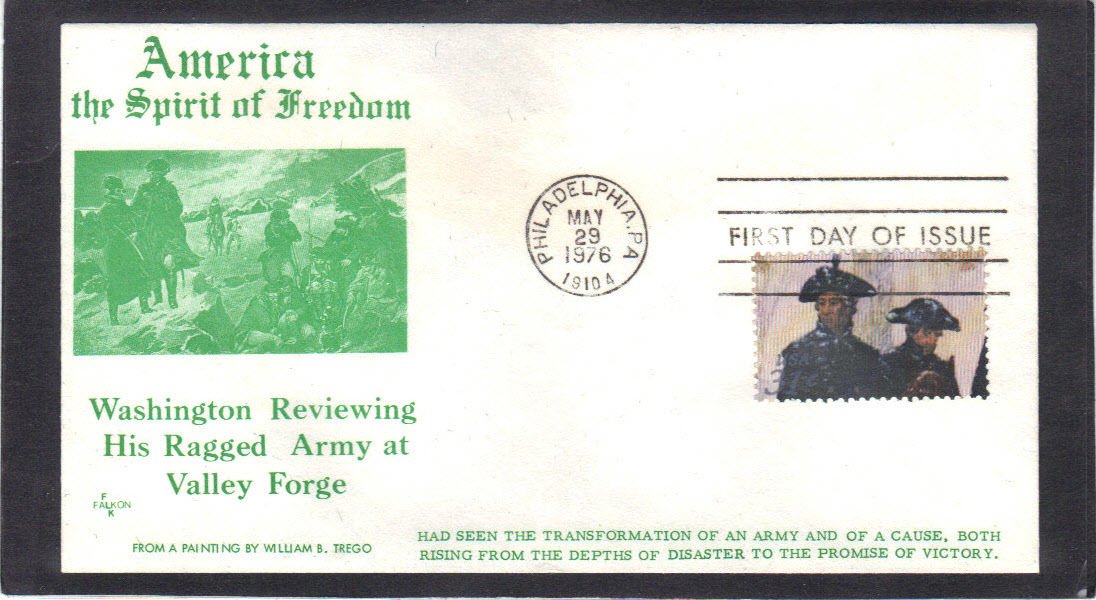 America
the Spirit of Freedom
PHILADELPHIA, PA
MAY
29
1976
19104
FIRST DAY OF ISSUE
Washington Reviewing
His Ragged Army at
Valley Forge
F
FALKON
K
FROM A PAINTING BY WILLIAM B. TREGO
HAD SEEN THE TRANSFORMATION OF AN ARMY AND OF A CAUSE, BOTH
RISING FROM THE DEPTHS OF DISASTER TO THE PROMISE OF VICTORY.